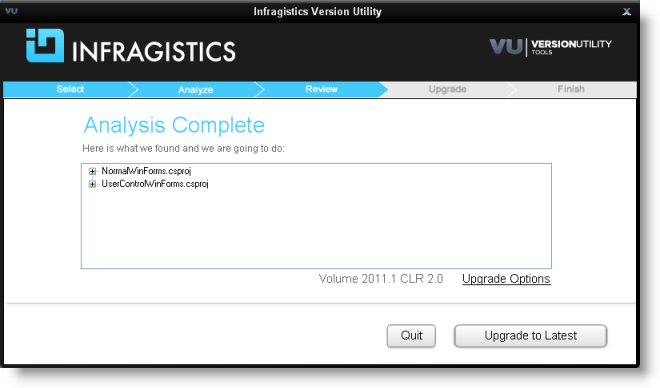 VU Infragistics Version Utility X
INFRAGISTICS
VU VERSIONUTILITY
TOOLS
Select Analyze Review Upgrade Finish
Analysis Complete
Here is what we found and we are going to do:
NormalWinForms.csproj
UserControlWinForms.csproj
Volume 2011.1 CLR 2.0 Upgrade Options
Quit Upgrade to Latest